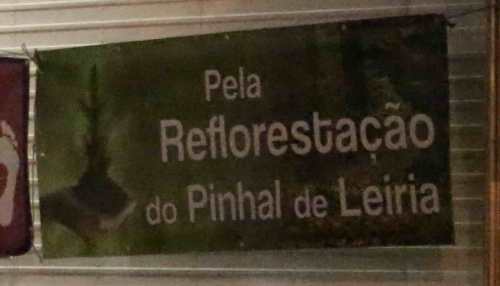 Pela
Reflorestação
do Pinhal de Leiria